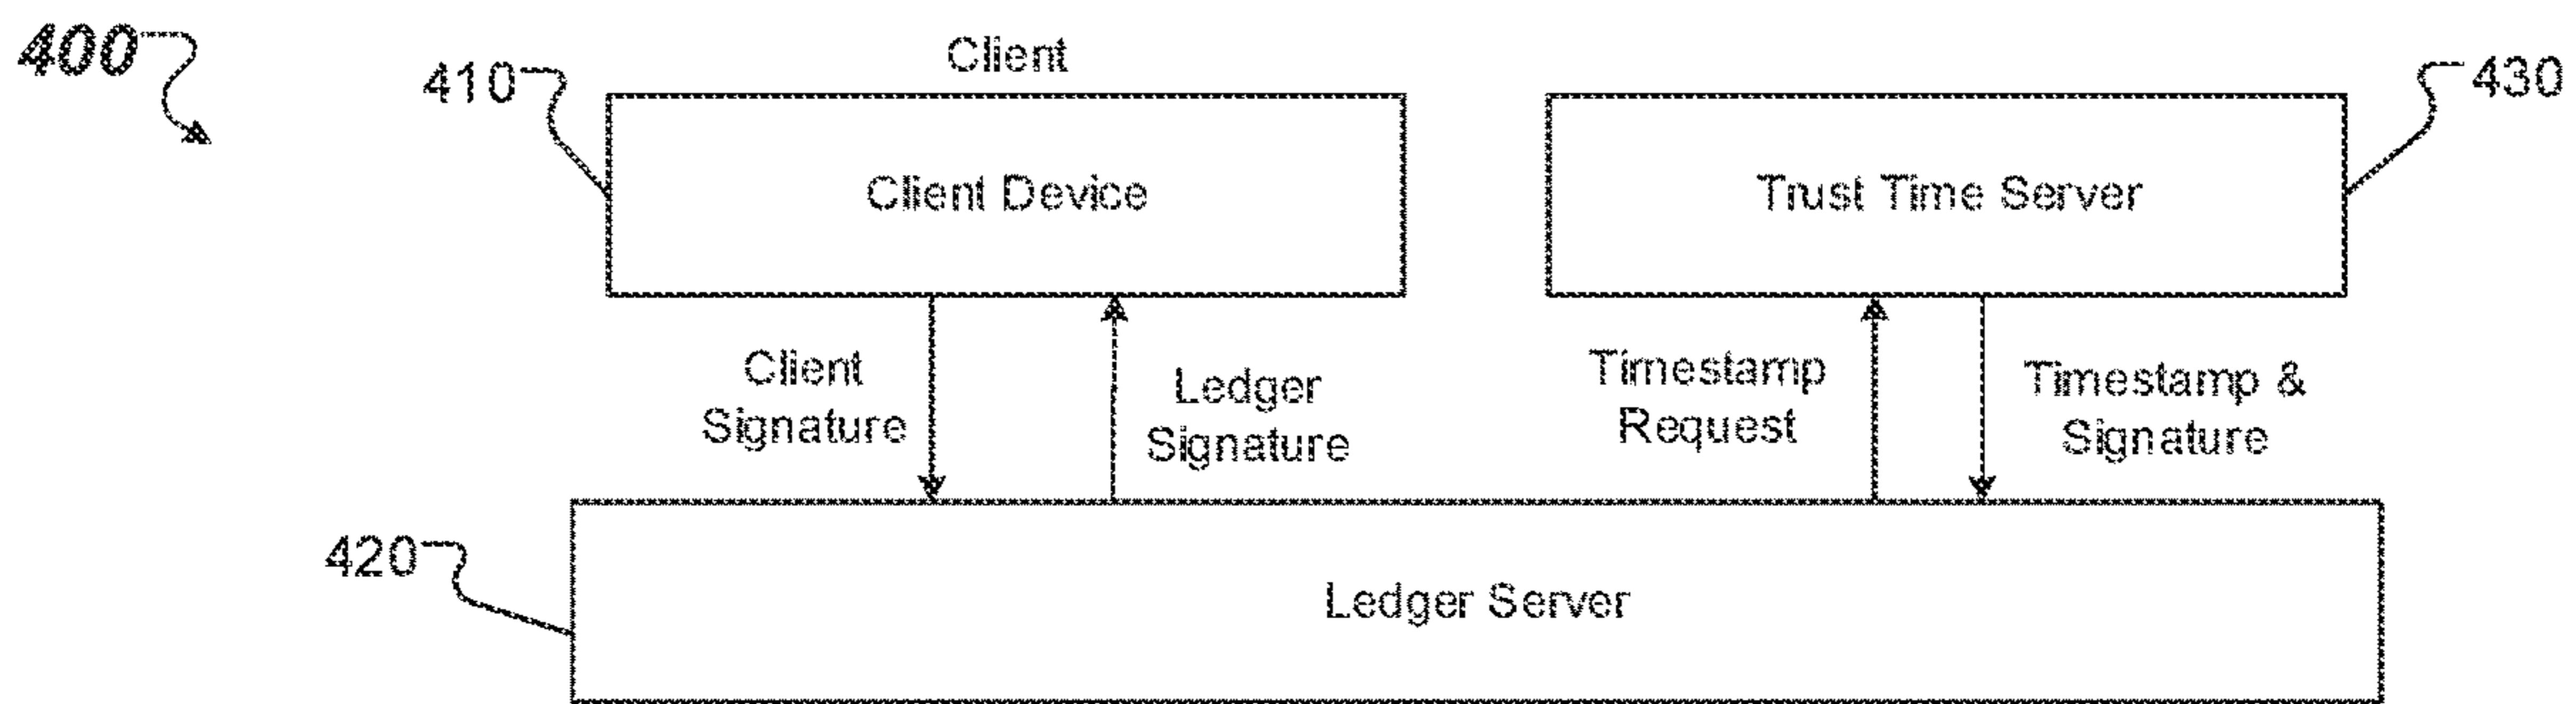 400
Client
410
430
Client Device
Trust Time Server
Client
Signature
Ledger
Signature
Timestamp
Request
Timestamp &
Signature
420
Ledger Server